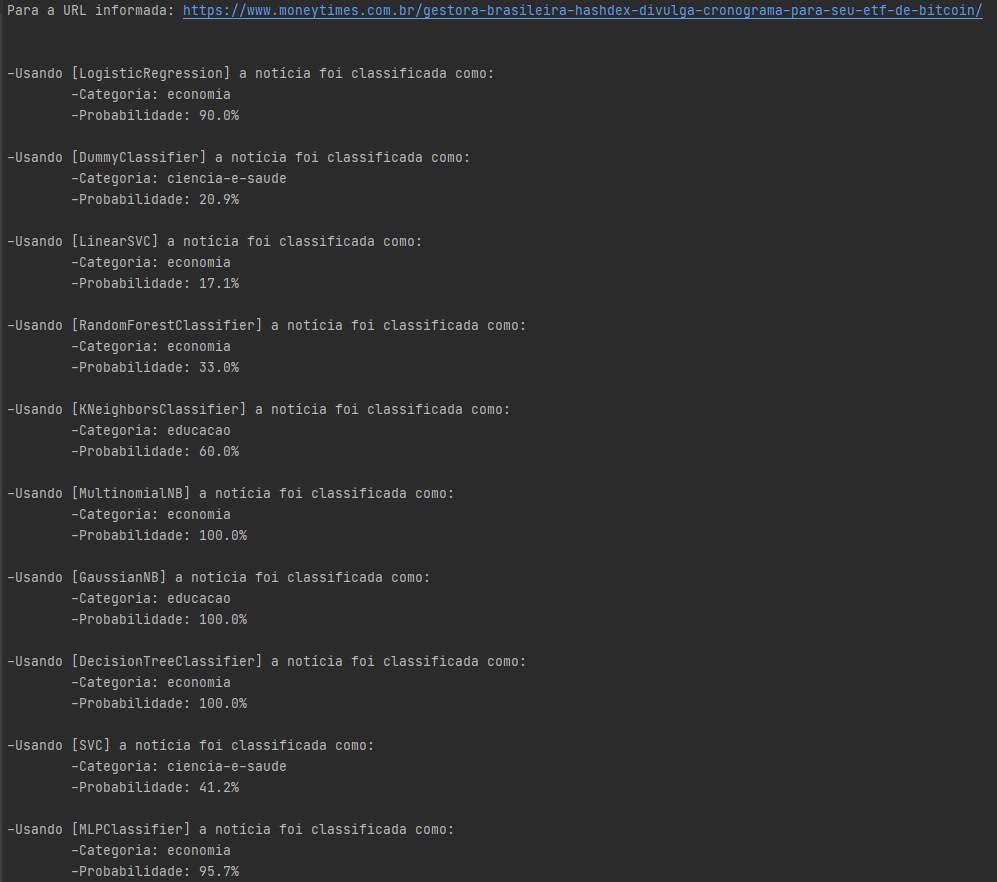 Para a URL informada: https://www.moneytimes.com.br/gestora-brasileira-hashdex-divulga-cronograma-para-seu-etf-de-bitcoin/
-Usando [LogisticRegression] a notícia foi classificada como:
-Categoria: economia
-Probabilidade: 90.0%
-Usando [DummyClassifier] a notícia foi classificada como:
-Categoria: ciencia-e-saude
-Probabilidade: 20.9%
-Usando [LinearSVC] a notícia foi classificada como:
-Categoria: economia
-Probabilidade: 17.1%
-Usando [RandomForestClassifier] a notícia foi classificada como:
-Categoria: economia
-Probabilidade: 33.0%
-Usando [KNeighborsClassifier] a notícia foi classificada como:
-Categoria: educacao
-Probabilidade: 60.0%
-Usando [MultinomialNB] a notícia foi classificada como:
-Categoria: economia
-Probabilidade: 100.0%
-Usando [GaussianNB] a notícia foi classificada como:
-Categoria: educacao
-Probabilidade: 100.0%
-Usando [DecisionTreeClassifier] a notícia foi classificada como:
-Categoria: economia
-Probabilidade: 100.0%
-Usando [SVC] a notícia foi classificada como:
-Categoria: ciencia-e-saude
-Probabilidade: 41.2%
-Usando [MLPClassifier] a notícia foi classificada como:
-Categoria: economia
-Probabilidade: 95.7%